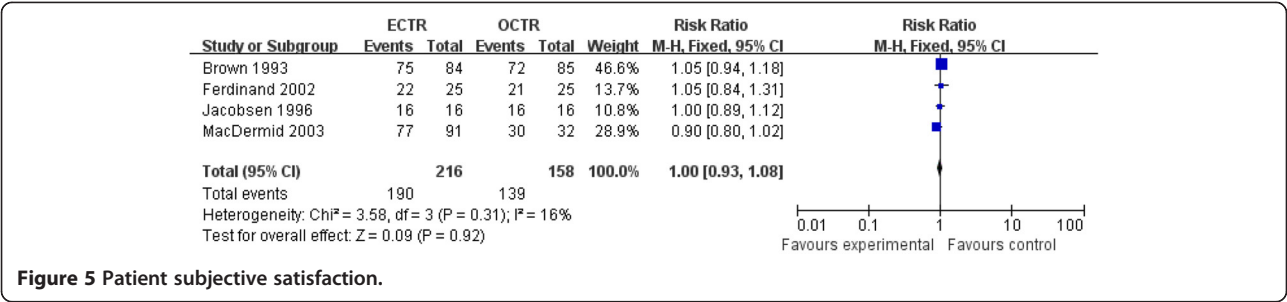 ECTR OCTR Risk Ratio Risk Ratio
Study or Subgroup Events Total Events Total Weight M-H, Fixed, 95% CI M-H, Fixed, 95% CI
Brown 1993 75 84 72 85 46.6% 1.05 [0.94, 1.18]
Ferdinand 2002 22 25 21 25 13.7% 1.05 [0.84, 1.31]
Jacobsen 1996 16 16 16 16 10.8% 1.00 [0.89, 1.12]
MacDermid 2003 77 91 30 32 28.9% 0.90 [0.80, 1.02]
Total (95% CI) 216 158 100.0% 1.00 [0.93, 1.08]
Total events 190 139
Heterogeneity: Chi² = 3.58, df = 3 (P = 0.31); I² = 16%
Test for overall effect: Z = 0.09 (P = 0.92)
0.01 0.1 1 10 100
Favours experimental Favours control
Figure 5 Patient subjective satisfaction.